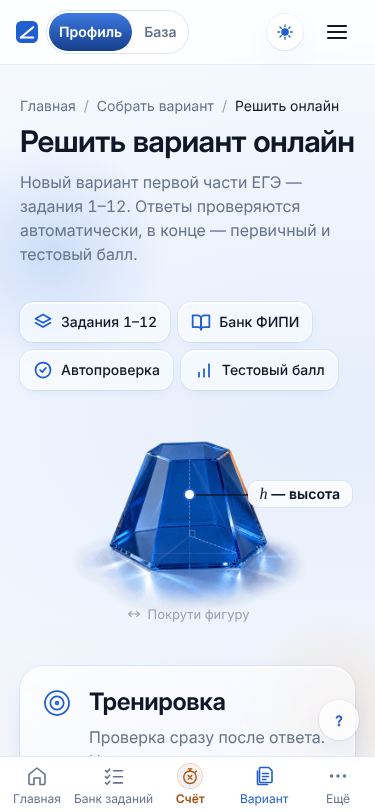 Профиль База
Главная / Собрать вариант / Решить онлайн
Решить вариант онлайн
Новый вариант первой части ЕГЭ —
задания 1–12. Ответы проверяются
автоматически, в конце — первичный и
тестовый балл.
Задания 1–12 Банк ФИПИ
Автопроверка Тестовый балл
h — высота
↔ Покрути фигуру
Тренировка
Проверка сразу после ответа.
?
Главная Банк заданий Счёт Вариант Ещё